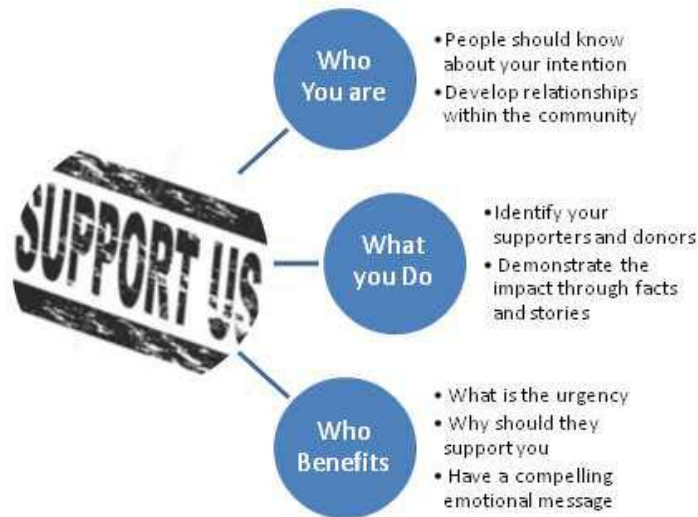 SUPPORT US
Who
You are
• People should know
about your intention
• Develop relationships
within the community
What
you Do
• Identify your
supporters and donors
• Demonstrate the
impact through facts
and stories
Who
Benefits
• What is the urgency
• Why should they
support you
• Have a compelling
emotional message